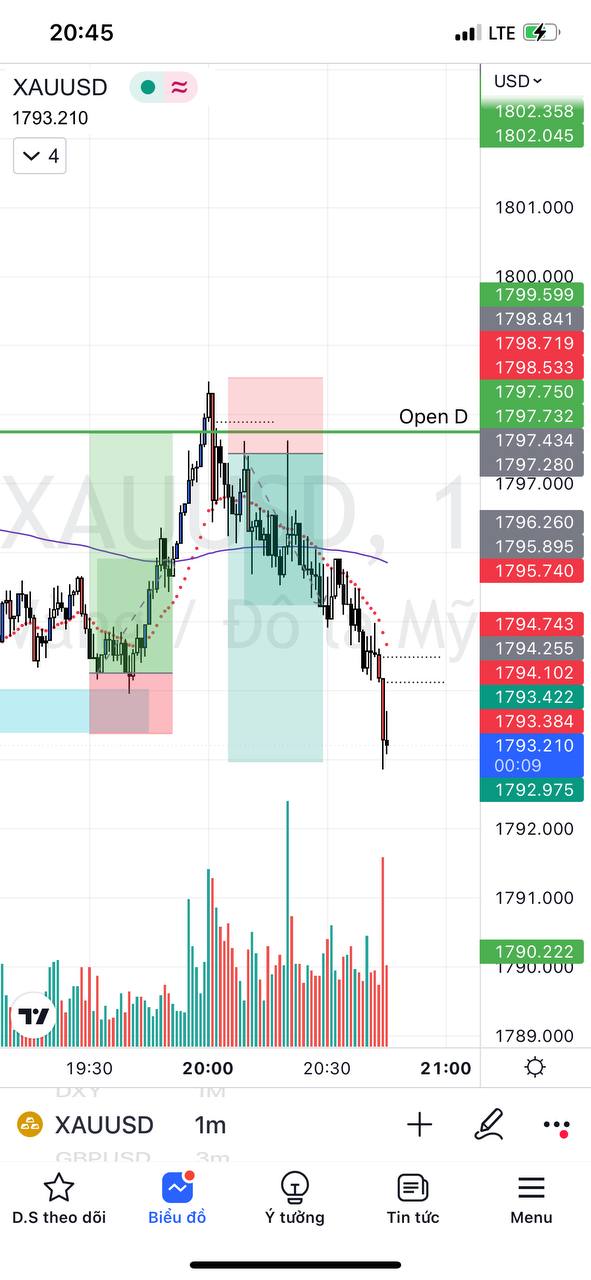 20:45
LTE
XAUUSD
USD
1793.210
4
1802.358
1802.045
1801.000
1800.000
1799.599
1798.841
1798.719
1798.533
1797.750
Open D
1797.732
1797.434
1797.280
1797.000
XAUUSD, 1
1796.260
1795.895
1795.740
Vàng / Đô la Mỹ
1794.743
1794.255
1794.102
1793.422
1793.384
1793.210
00:09
1792.975
1792.000
1791.000
1790.222
1790.000
1789.000
19:30 20:00 20:30 21:00
DXY 1M
XAUUSD 1m
GBPUSD 3m
D.S theo dõi Biểu đồ Ý tưởng Tin tức Menu